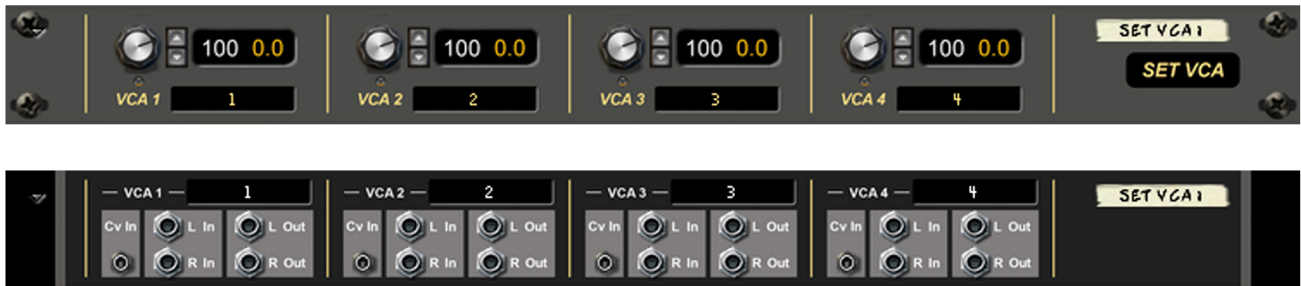 100 0.0 100 0.0 100 0.0 100 0.0 SET VCA 1
SET VCA
VCA 1 1 VCA 2 2 VCA 3 3 VCA 4 4
VCA 1 1 VCA 2 2 VCA 3 3 VCA 4 4 SET VCA 1
Cv In L In L Out Cv In L In L Out Cv In L In L Out Cv In L In L Out
R In R Out R In R Out R In R Out R In R Out